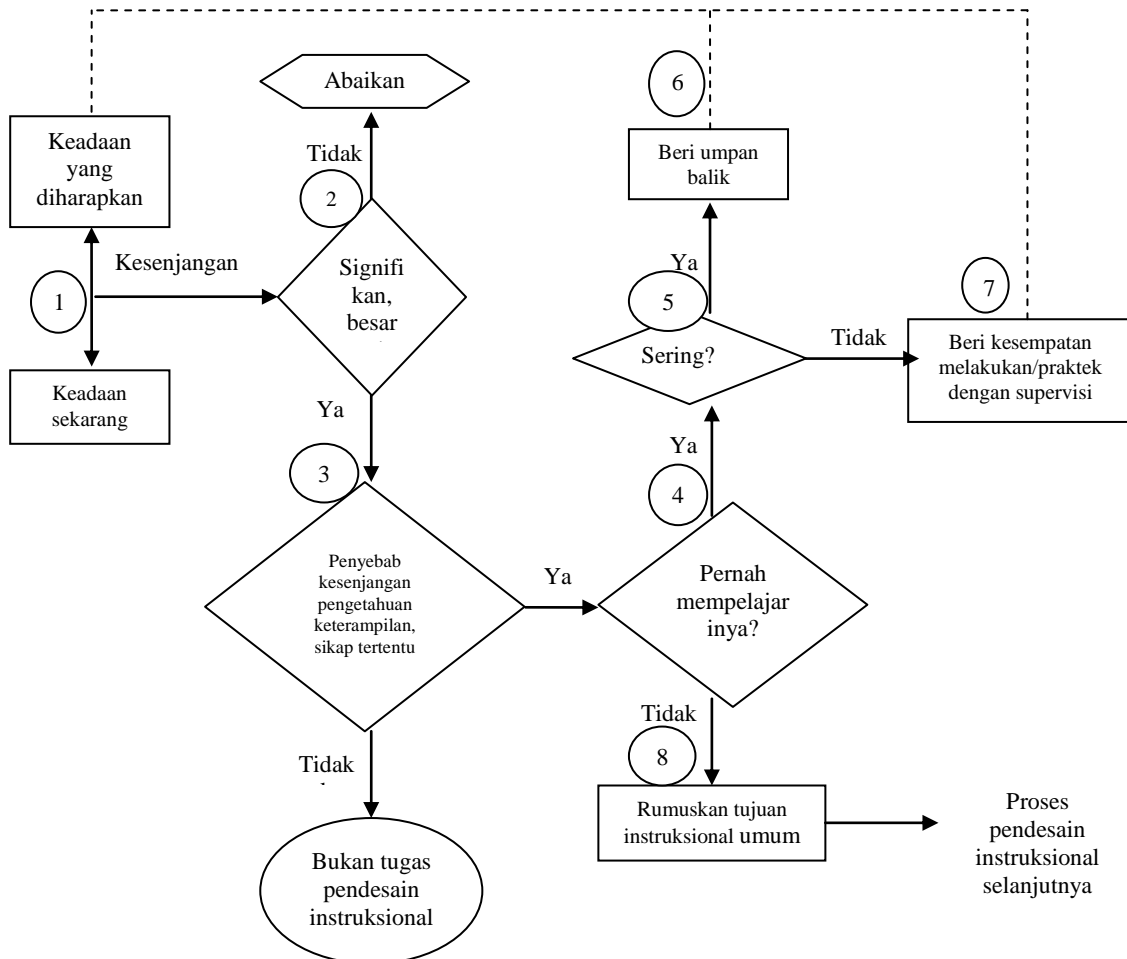 Abaikan
6
Keadaan
yang
diharapkan
Tidak
2
Beri umpan
balik
Kesenjangan
1
Signifi
kan,
besar
Ya
5
7
Sering?
Tidak
Beri kesempatan
melakukan/praktek
dengan supervisi
Keadaan
sekarang
Ya
3
Ya
4
Penyebab
kesenjangan
pengetahuan
keterampilan,
sikap tertentu
Ya
Pernah
mempelajar
inya?
Tidak
8
Tidak
Rumuskan tujuan
instruksional umum
Proses
pendesain
instruksional
selanjutnya
Bukan tugas
pendesain
instruksional